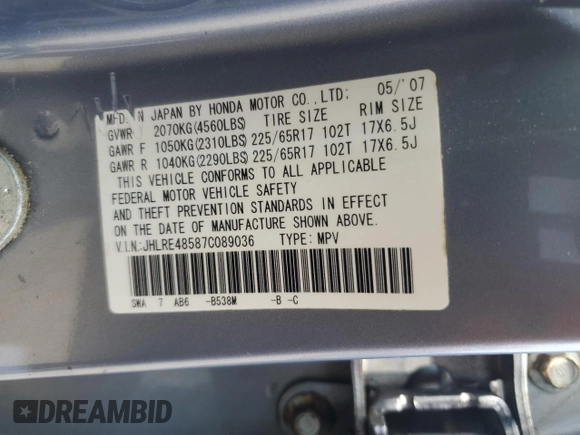 MFD. IN JAPAN BY HONDA MOTOR CO., LTD; 05/'07
GVWR 2070KG(4560LBS) TIRE SIZE RIM SIZE
GAWR F 1050KG(2310LBS) 225/65R17 102T 17X6.5J
GAWR R 1040KG(2290LBS) 225/65R17 102T 17X6.5J
THIS VEHICLE CONFORMS TO ALL APPLICABLE
FEDERAL MOTOR VEHICLE SAFETY
AND THEFT PREVENTION STANDARDS IN EFFECT
ON THE DATE OF MANUFACTURE SHOWN ABOVE.
V.I.N.:JHLRE48587C089036 TYPE: MPV
SWA 7 AB6 -B538M -B -C
DREAMBID